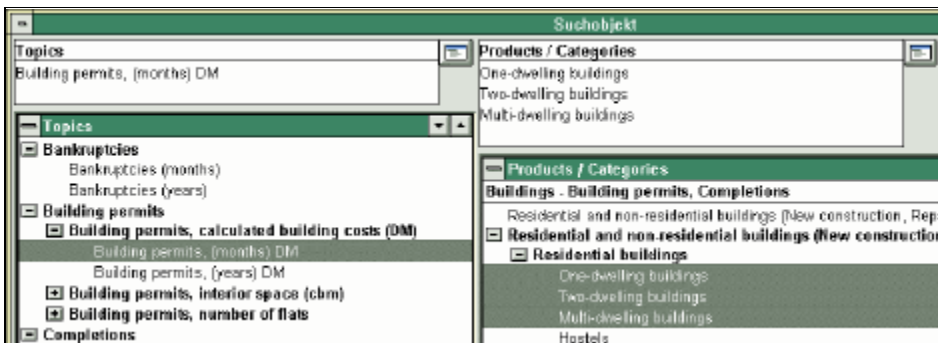 Suchobjekt
Topics
Building permits, (months) DM
Products / Categories
One-dwelling buildings
Two-dwelling buildings
Multi-dwelling buildings
Topics
Bankruptcies
Bankruptcies (months)
Bankruptcies (years)
Building permits
Building permits, calculated building costs (DM)
Building permits, (months) DM
Building permits, (years) DM
Building permits, interior space (cbm)
Building permits, number of flats
Completions
Products / Categories
Buildings - Building permits, Completions
Residential and non-residential buildings (New construction, Rep
Residential and non-residential buildings (New construction
Residential buildings
One-dwelling buildings
Two-dwelling buildings
Multi-dwelling buildings
Hostels